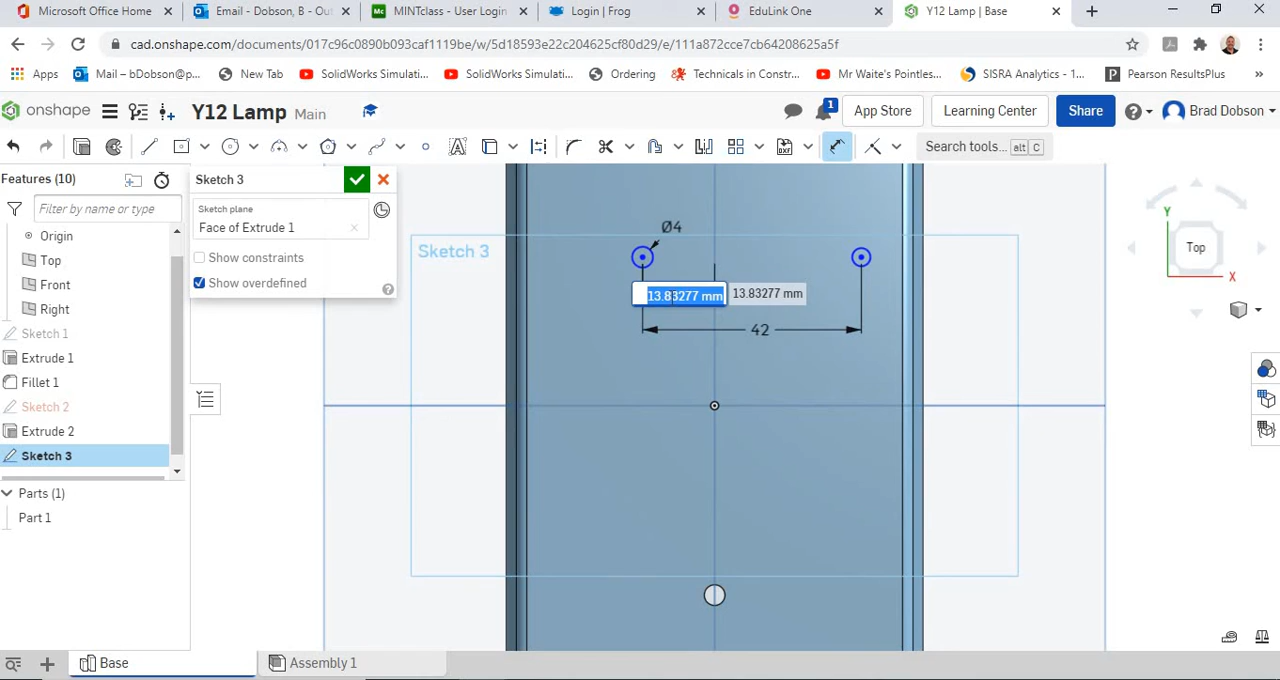 Microsoft Office Home
Email - Dobson, B - Out
MINTclass - User Login
Login | Frog
EduLink One
Y12 Lamp | Base
cad.onshape.com/documents/017c96c0890b093caf1119be/w/5d18593e22c204625cf80d29/e/111a872cce7cb64208625a5f
Apps
Mail – bDobson@p...
New Tab
SolidWorks Simulati...
SolidWorks Simulati...
Ordering
Technicals in Constr...
Mr Waite's Pointles...
SISRA Analytics - 1...
Pearson ResultsPlus
»
onshape
Y12 Lamp Main
1
App Store
Learning Center
Share
Brad Dobson
Search tools... alt C
Features (10)
Filter by name or type
Origin
Top
Front
Right
Sketch 1
Extrude 1
Fillet 1
Sketch 2
Extrude 2
Sketch 3
Parts (1)
Part 1
Sketch 3
Sketch plane
Face of Extrude 1
Show constraints
Show overdefined
Sketch 3
Ø4
13.83277 mm
13.83277 mm
42
Y
Top
X
Base
Assembly 1